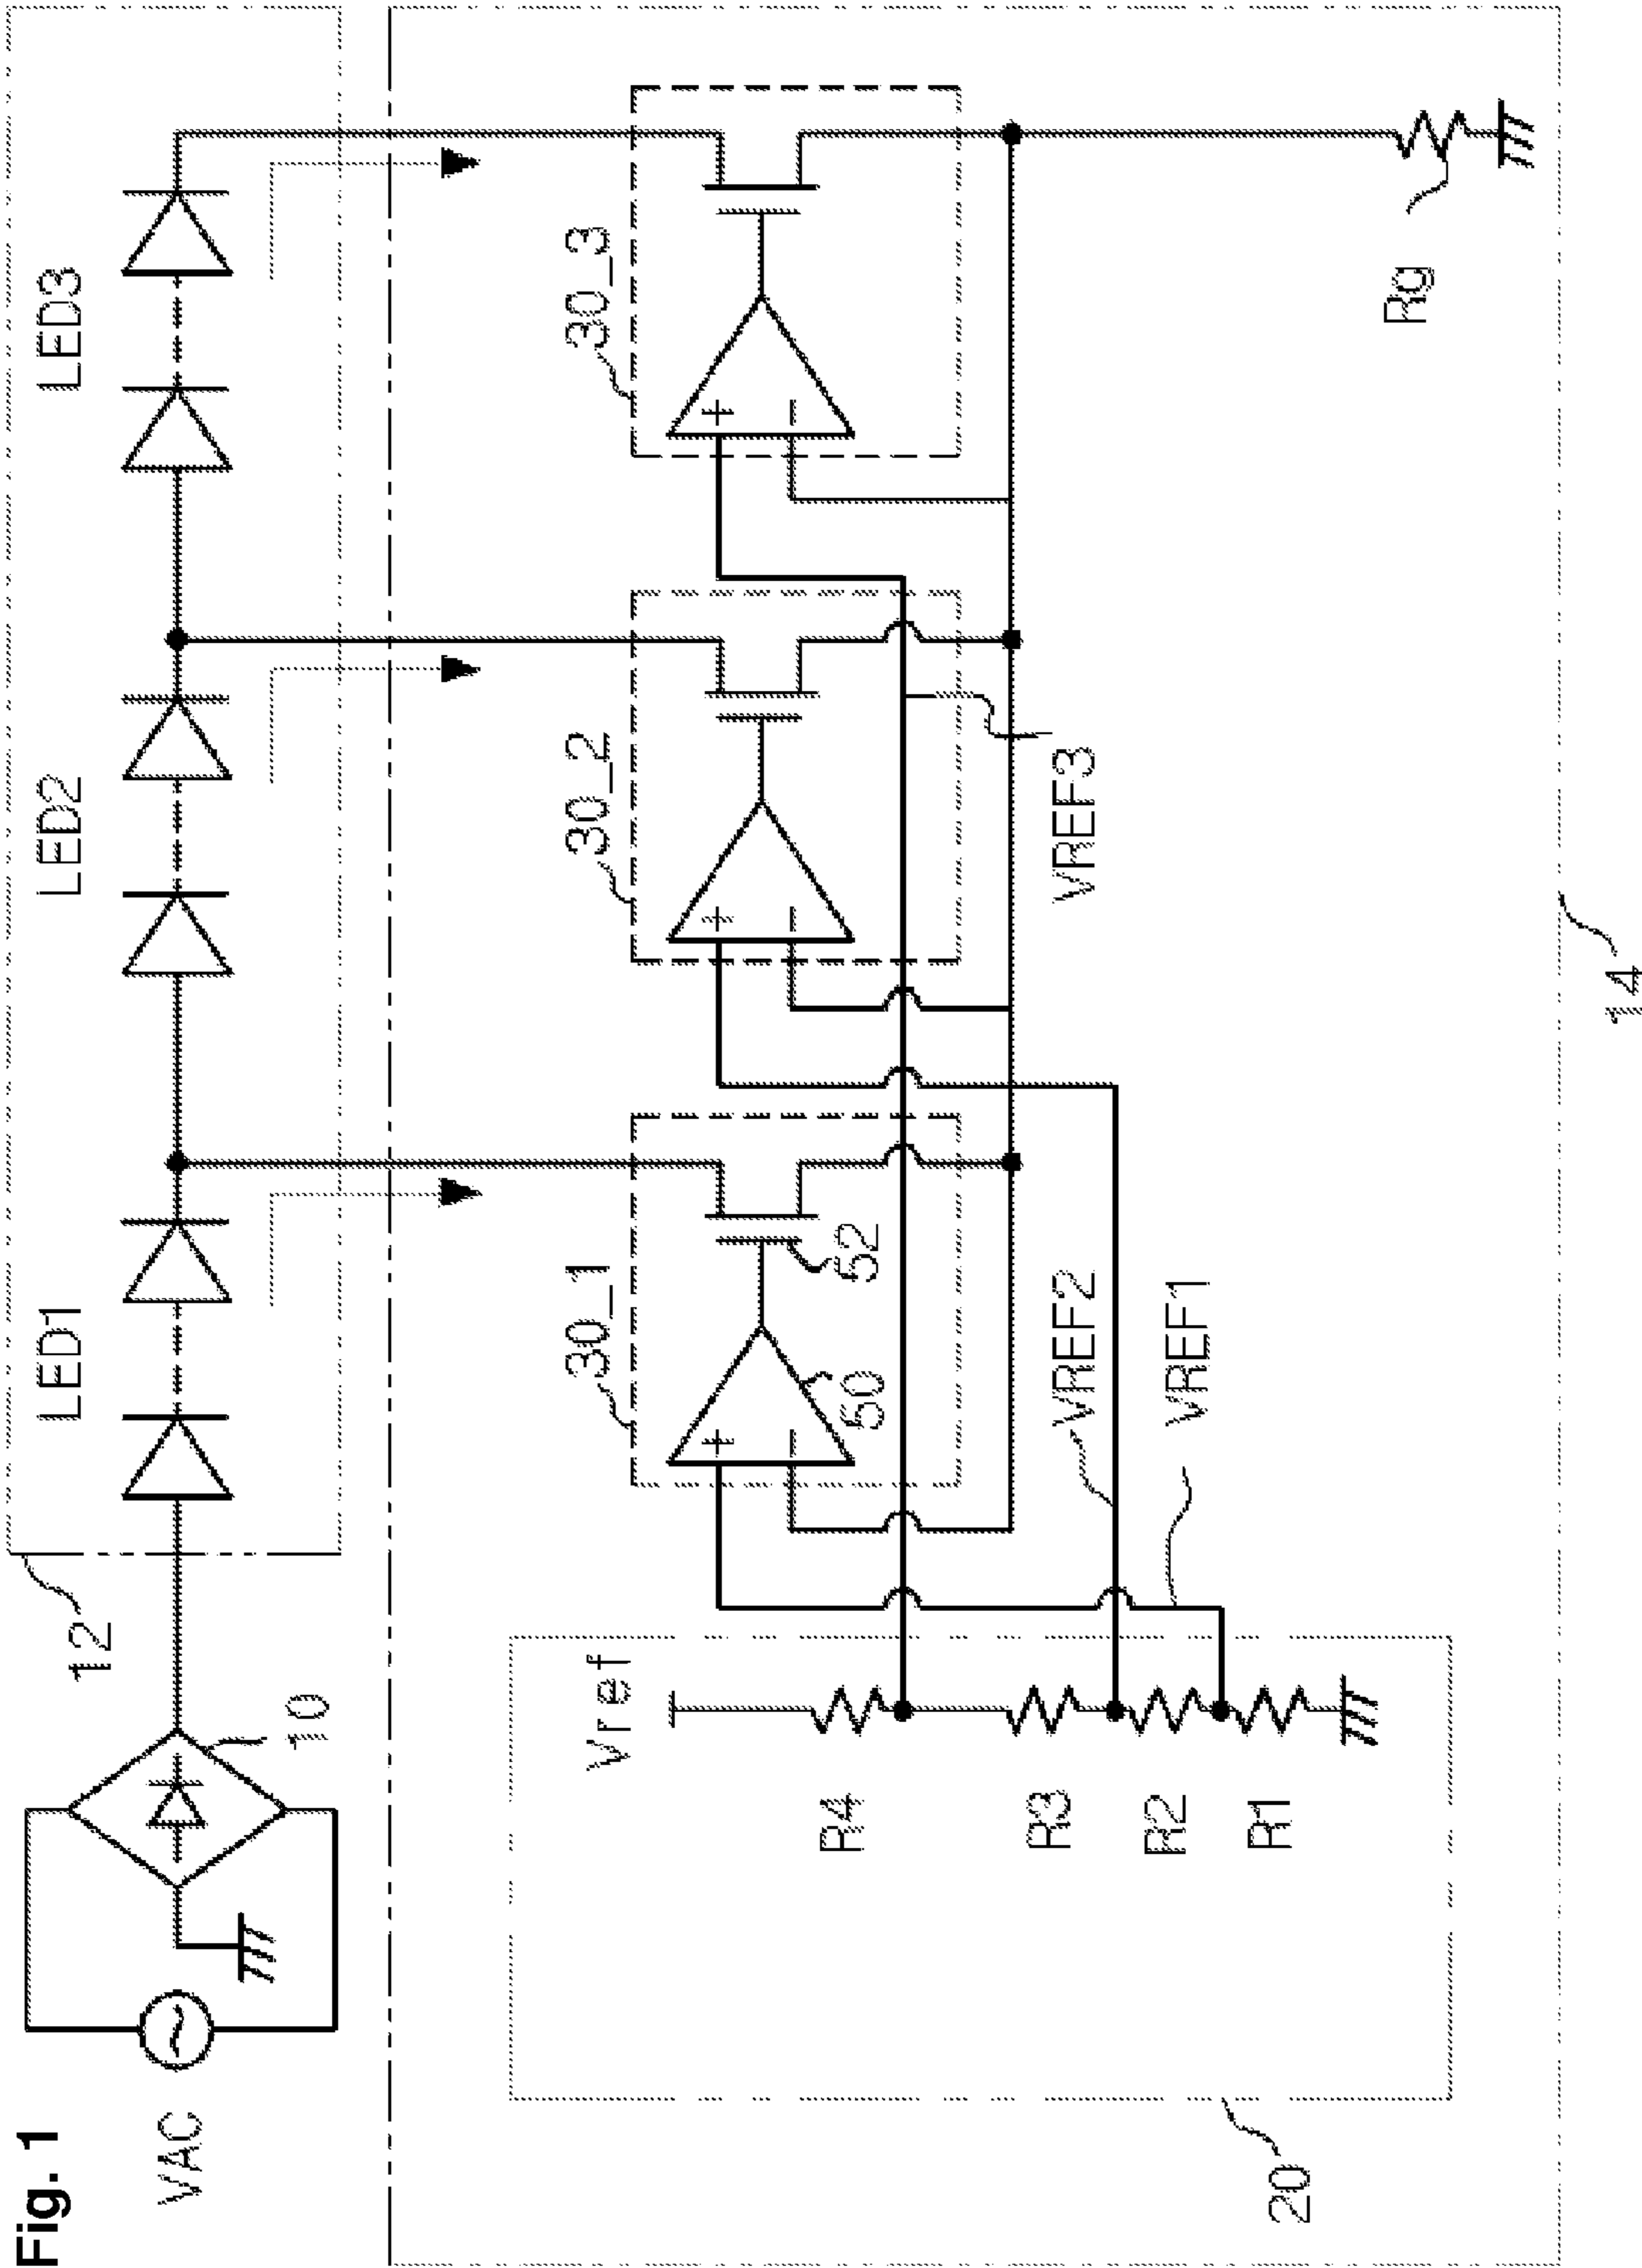 Fig. 1
VAC
10
12
LED1
LED2
LED3
30_1
30_2
30_3
50
52
Vref
R4
R3
R2
R1
VREF2
VREF1
VREF3
Rg
20
14
+
−
+
−
+
−
~